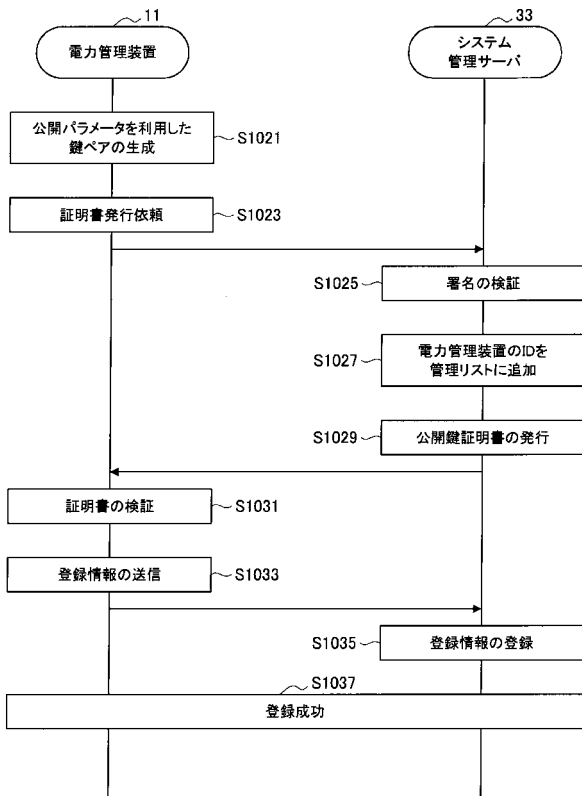 11
33
電力管理装置
システム
管理サーバ
公開パラメータを利用した
鍵ペアの生成
S1021
証明書発行依頼
S1023
S1025
署名の検証
S1027
電力管理装置のIDを
管理リストに追加
S1029
公開鍵証明書の発行
証明書の検証
S1031
登録情報の送信
S1033
S1035
登録情報の登録
S1037
登録成功